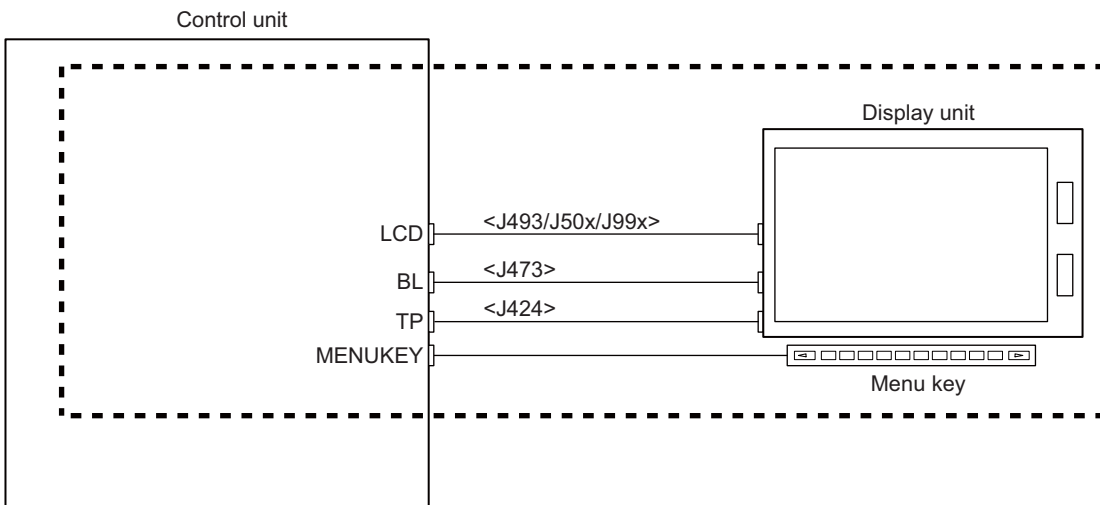 Control unit
Display unit
LCD
<J493/J50x/J99x>
BL
<J473>
TP
<J424>
MENUKEY
Menu key